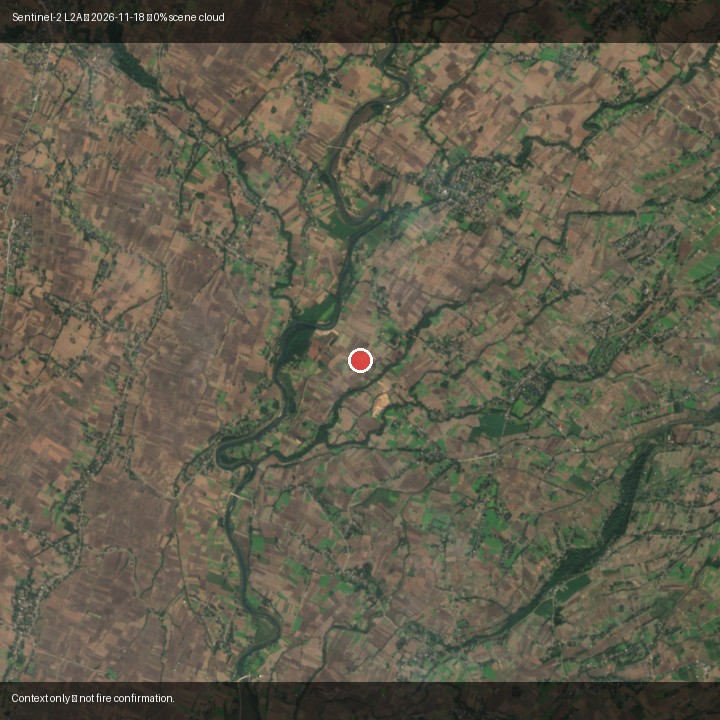 Sentinel-2 L2A▯2026-11-18▯0% scene cloud
Context only▯not fire confirmation.